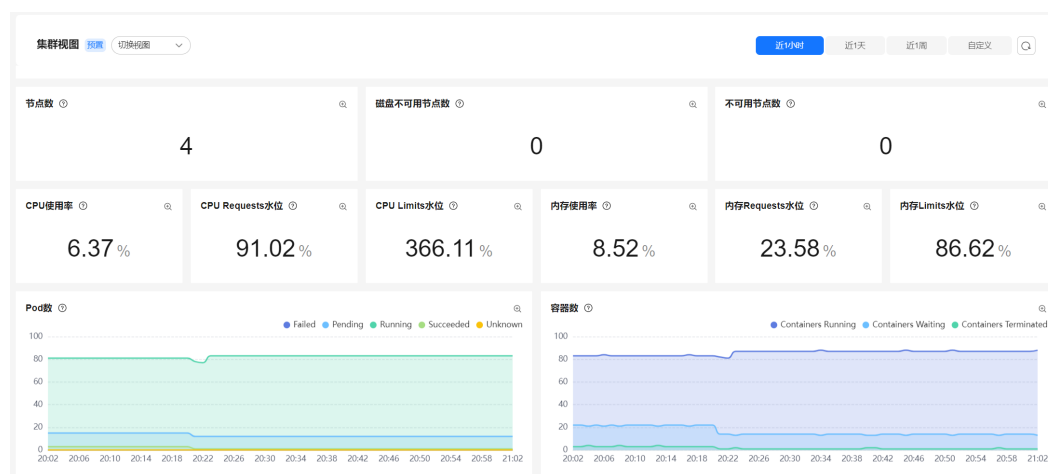 集群视图 预置 切换视图 近1小时 近1天 近1周 自定义
节点数 磁盘不可用节点数 不可用节点数
4 0 0
CPU使用率 CPU Requests水位 CPU Limits水位 内存使用率 内存Requests水位 内存Limits水位
6.37 % 91.02 % 366.11 % 8.52 % 23.58 % 86.62 %
Pod数
Failed Pending Running Succeeded Unknown
100
80
60
40
20
0
20:02 20:06 20:10 20:14 20:18 20:22 20:26 20:30 20:34 20:38 20:42 20:46 20:50 20:54 20:58 21:02
容器数
Containers Running Containers Waiting Containers Terminated
100
80
60
40
20
0
20:02 20:06 20:10 20:14 20:18 20:22 20:26 20:30 20:34 20:38 20:42 20:46 20:50 20:54 20:58 21:02